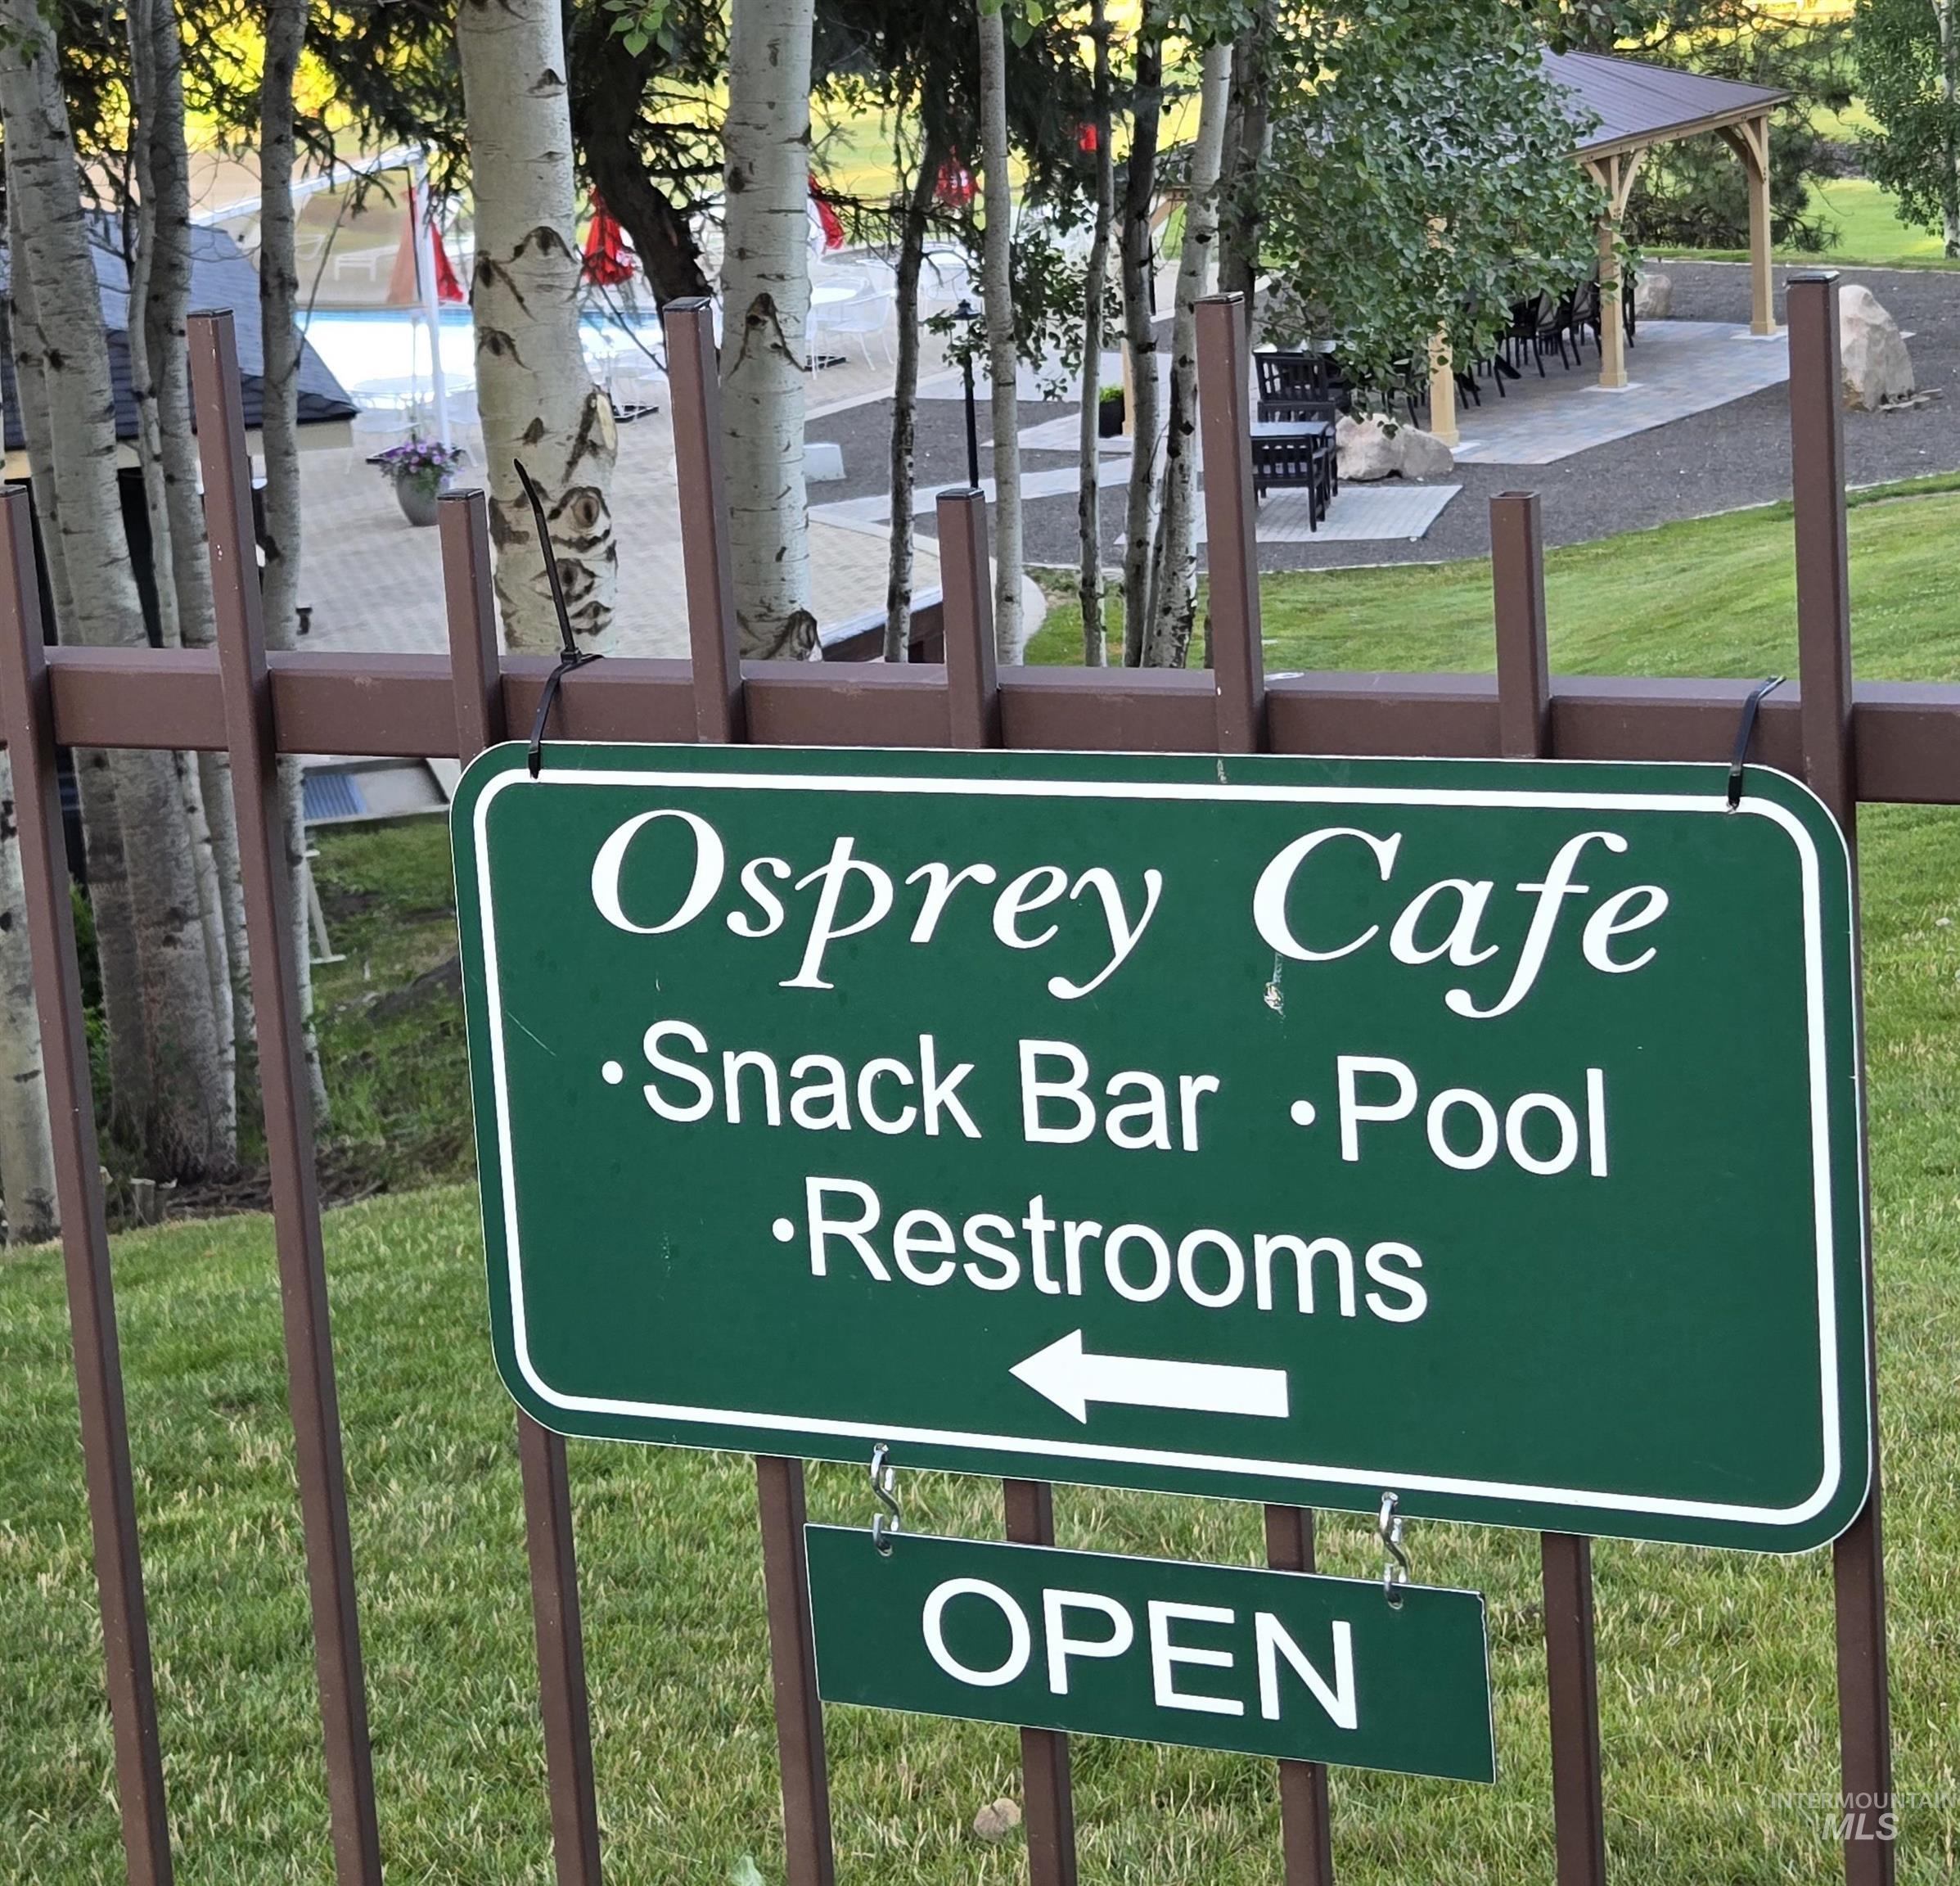 Osprey Cafe
•Snack Bar •Pool
•Restrooms
OPEN
INTERMOUNTAIN
MLS